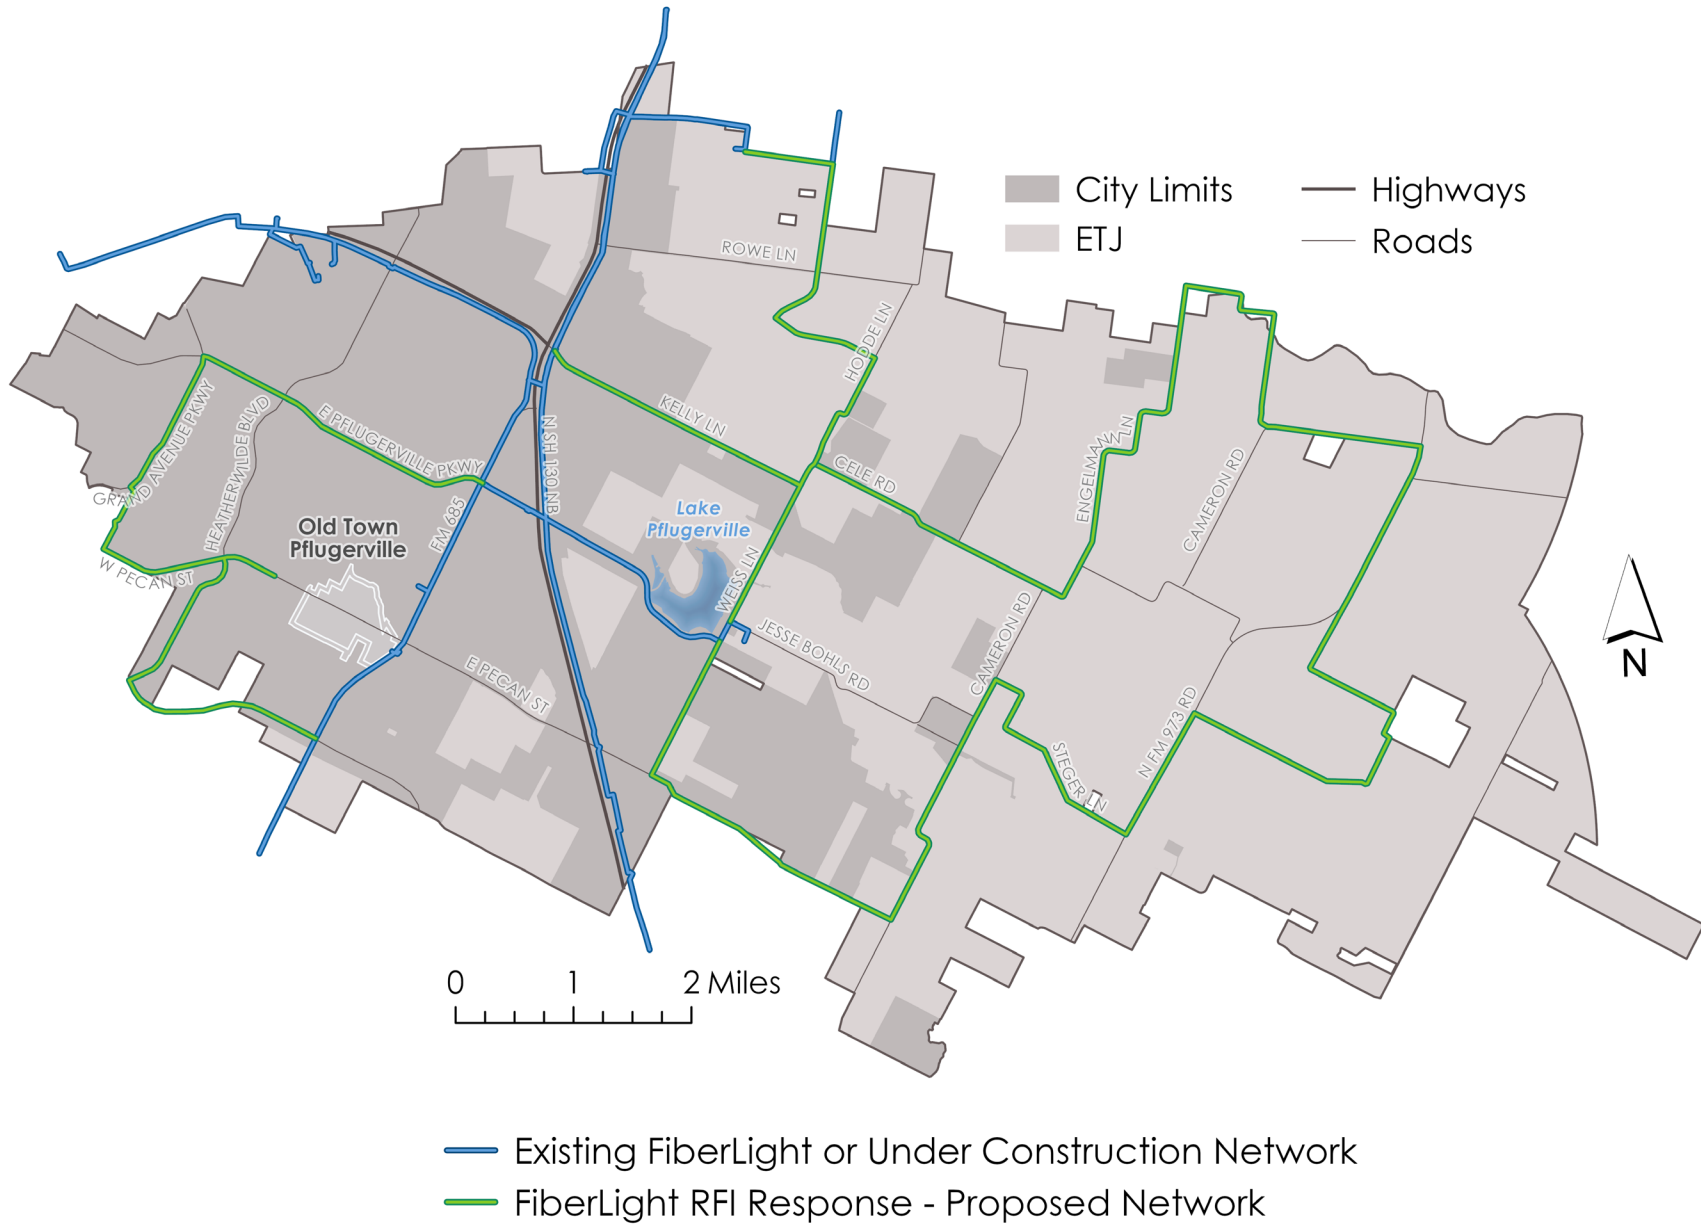 City Limits
Highways
ETJ
Roads
ROWE LN
HODDE LN
KELLY LN
GRAND AVENUE PKWY
HEATHERWILDE BLVD
E PFLUGERVILLE PKWY
N SH 130 NB
CELE RD
ENGELMANN LN
CAMERON RD
Lake
Pflugerville
Old Town
Pflugerville
FM 685
W PECAN ST
WEISS LN
JESSE BOHLS RD
CAMERON RD
E PECAN ST
STEGER LN
N FM 973 RD
N
0 1 2 Miles
Existing FiberLight or Under Construction Network
FiberLight RFI Response - Proposed Network